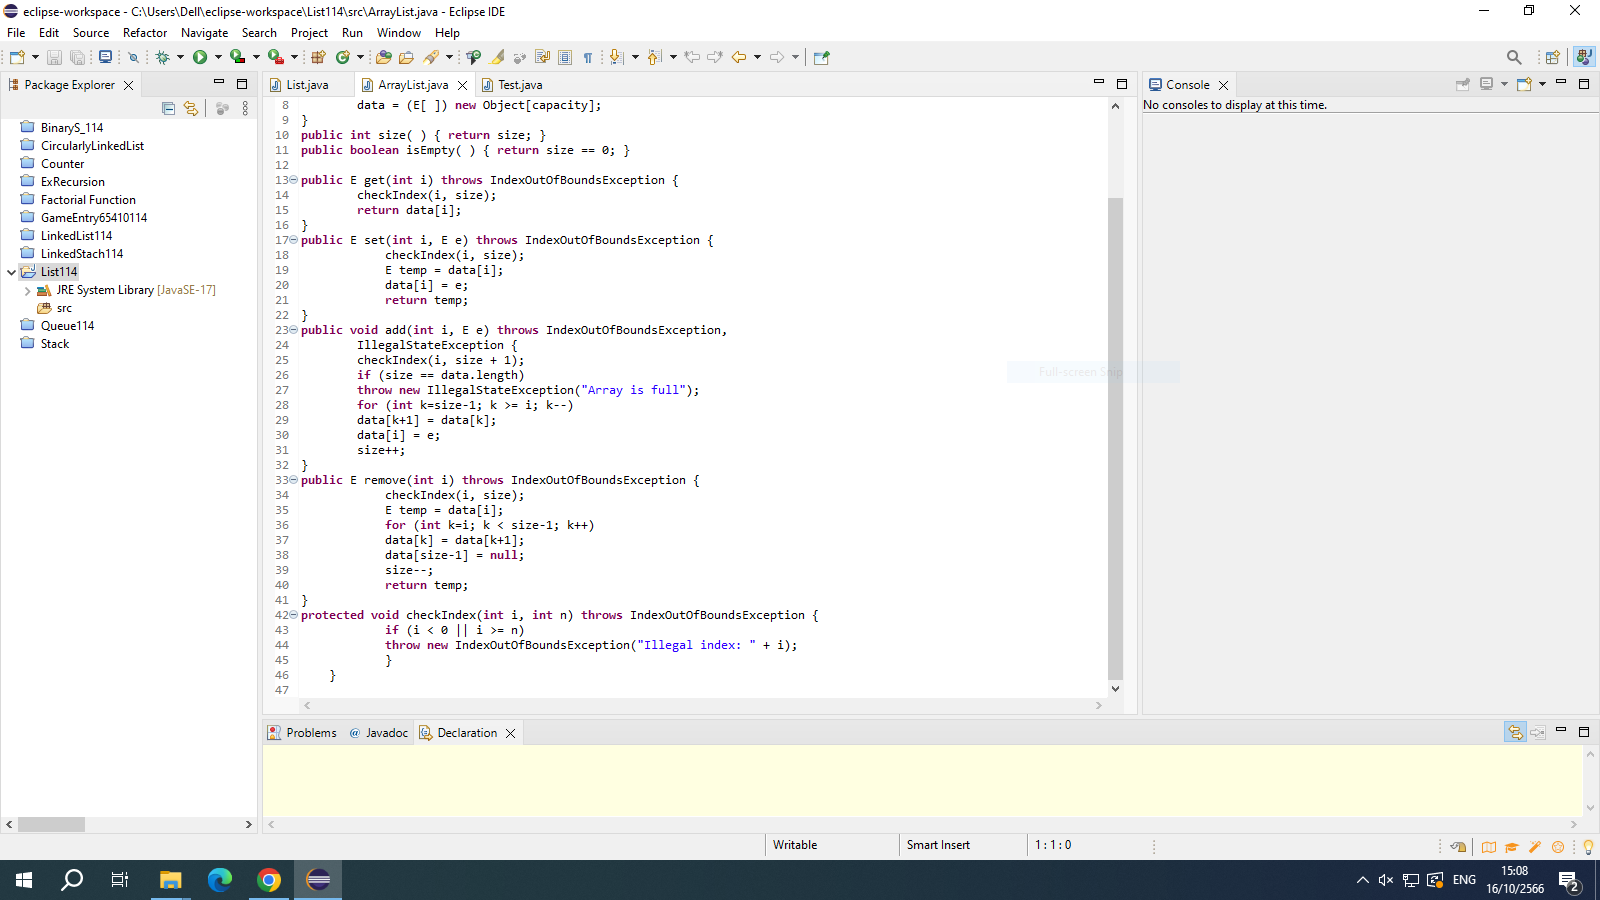 eclipse-workspace - C:\Users\Dell\eclipse-workspace\List114\src\ArrayList.java - Eclipse IDE
File Edit Source Refactor Navigate Search Project Run Window Help
Package Explorer
BinaryS_114
CircularlyLinkedList
Counter
ExRecursion
Factorial Function
GameEntry65410114
LinkedList114
LinkedStach114
List114
JRE System Library [JavaSE-17]
src
Queue114
Stack
List.java ArrayList.java Test.java
8 data = (E[ ]) new Object[capacity];
9 }
10 public int size( ) { return size; }
11 public boolean isEmpty( ) { return size == 0; }
12
13 public E get(int i) throws IndexOutOfBoundsException {
14 checkIndex(i, size);
15 return data[i];
16 }
17 public E set(int i, E e) throws IndexOutOfBoundsException {
18 checkIndex(i, size);
19 E temp = data[i];
20 data[i] = e;
21 return temp;
22 }
23 public void add(int i, E e) throws IndexOutOfBoundsException,
24 IllegalStateException {
25 checkIndex(i, size + 1);
26 if (size == data.length)
27 throw new IllegalStateException("Array is full");
28 for (int k=size-1; k >= i; k--)
29 data[k+1] = data[k];
30 data[i] = e;
31 size++;
32 }
33 public E remove(int i) throws IndexOutOfBoundsException {
34 checkIndex(i, size);
35 E temp = data[i];
36 for (int k=i; k < size-1; k++)
37 data[k] = data[k+1];
38 data[size-1] = null;
39 size--;
40 return temp;
41 }
42 protected void checkIndex(int i, int n) throws IndexOutOfBoundsException {
43 if (i < 0 || i >= n)
44 throw new IndexOutOfBoundsException("Illegal index: " + i);
45 }
46 }
47
Full-screen Snip
Console
No consoles to display at this time.
Problems @ Javadoc Declaration
Writable Smart Insert 1 : 1 : 0
ENG
15:08
16/10/2566
2